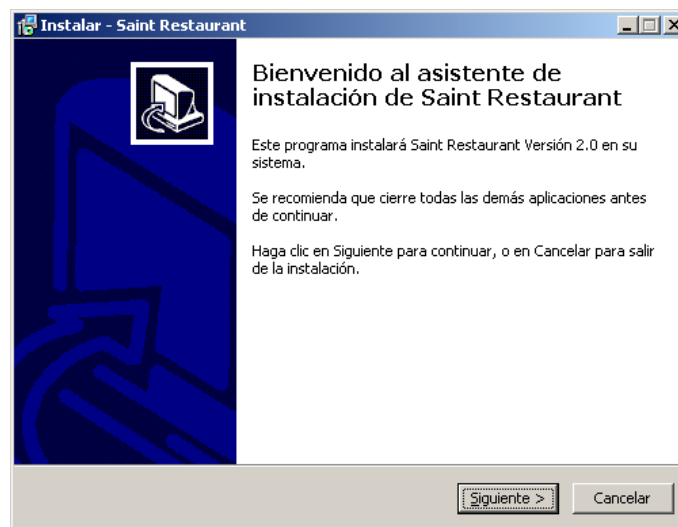 Instalar - Saint Restaurant
Bienvenido al asistente de
instalación de Saint Restaurant
Este programa instalará Saint Restaurant Versión 2.0 en su
sistema.
Se recomienda que cierre todas las demás aplicaciones antes
de continuar.
Haga clic en Siguiente para continuar, o en Cancelar para salir
de la instalación.
Siguiente >
Cancelar